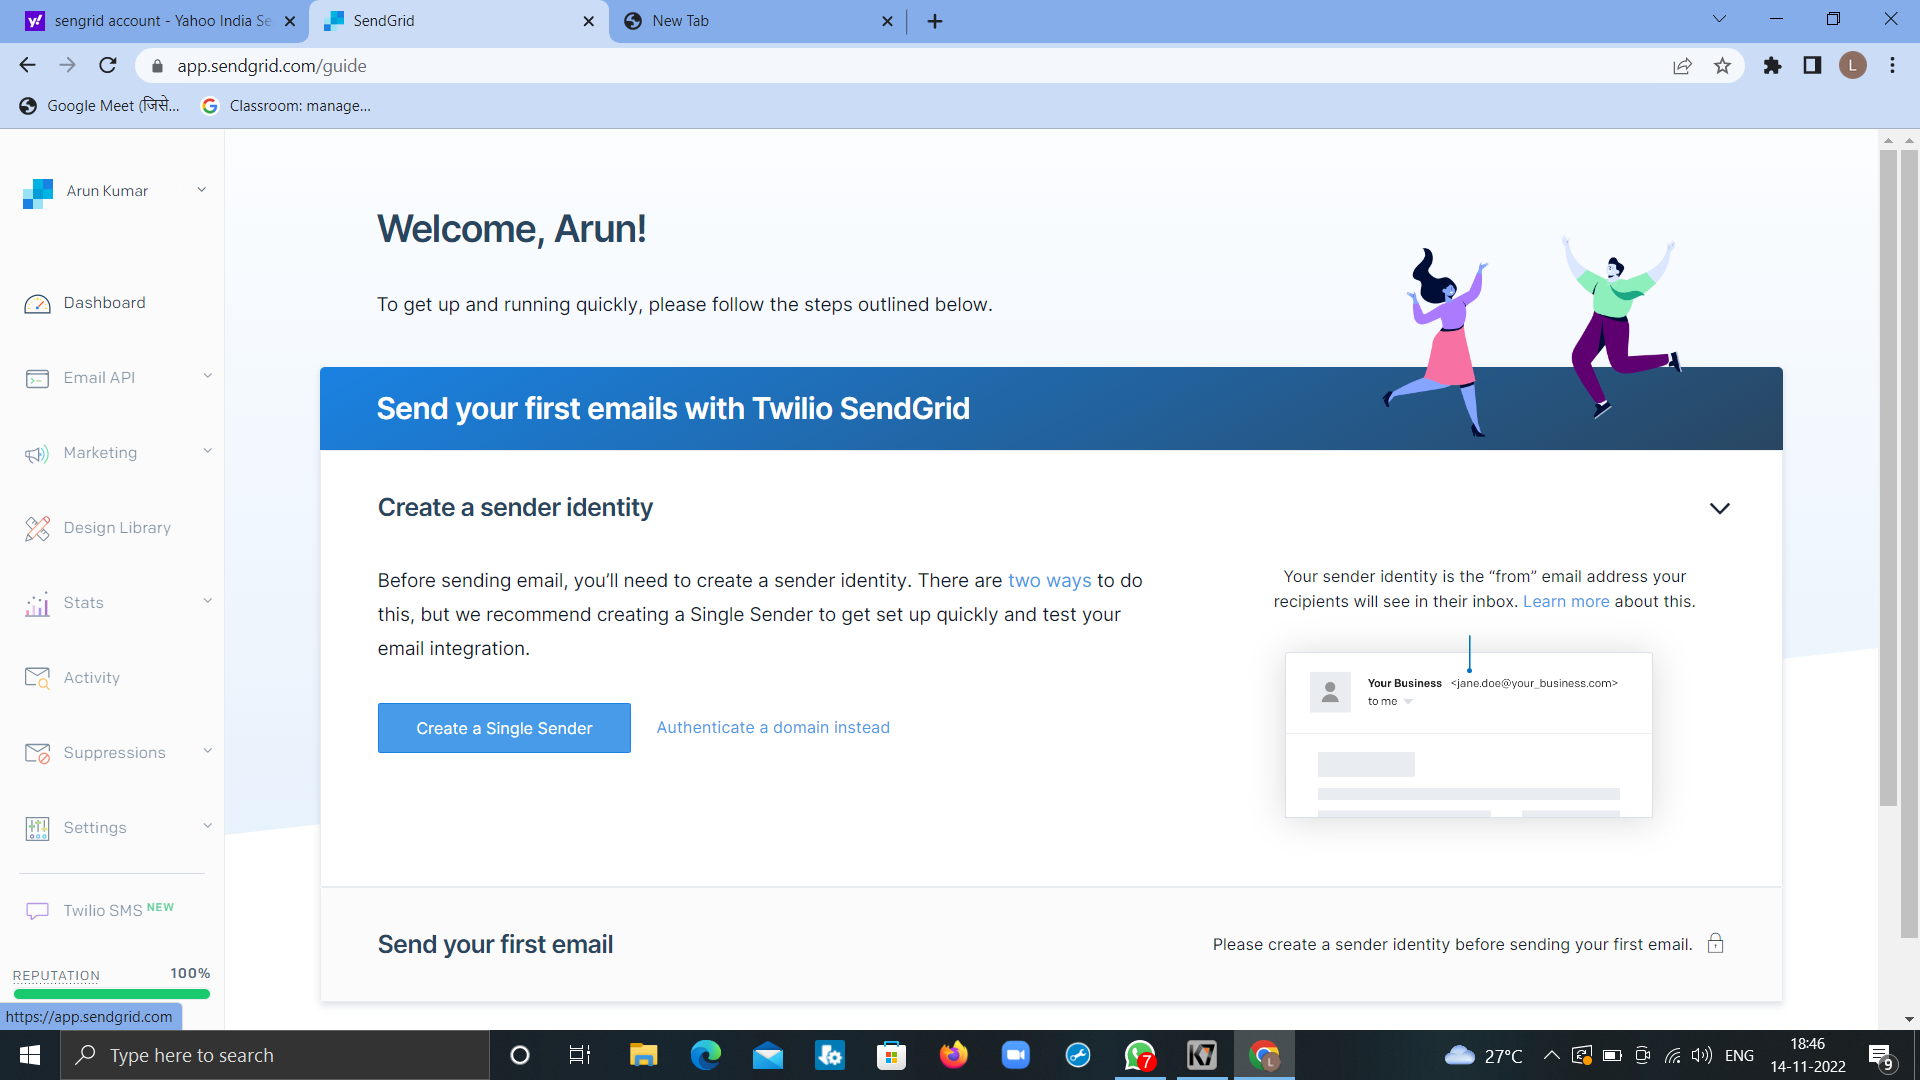 sengrid account - Yahoo India Se
SendGrid
New Tab
app.sendgrid.com/guide
L
Google Meet (जिसे...
Classroom: manage...
Arun Kumar
Dashboard
Email API
Marketing
Design Library
Stats
Activity
Suppressions
Settings
Twilio SMS NEW
REPUTATION 100%
https://app.sendgrid.com
Welcome, Arun!
To get up and running quickly, please follow the steps outlined below.
Send your first emails with Twilio SendGrid
Create a sender identity
Before sending email, you’ll need to create a sender identity. There are two ways to do
this, but we recommend creating a Single Sender to get set up quickly and test your
email integration.
Create a Single Sender
Authenticate a domain instead
Your sender identity is the “from” email address your
recipients will see in their inbox. Learn more about this.
Your Business <jane.doe@your_business.com>
to me
Send your first email
Please create a sender identity before sending your first email.
Type here to search
7
K7
L
27°C
ENG
18:46
14-11-2022
9